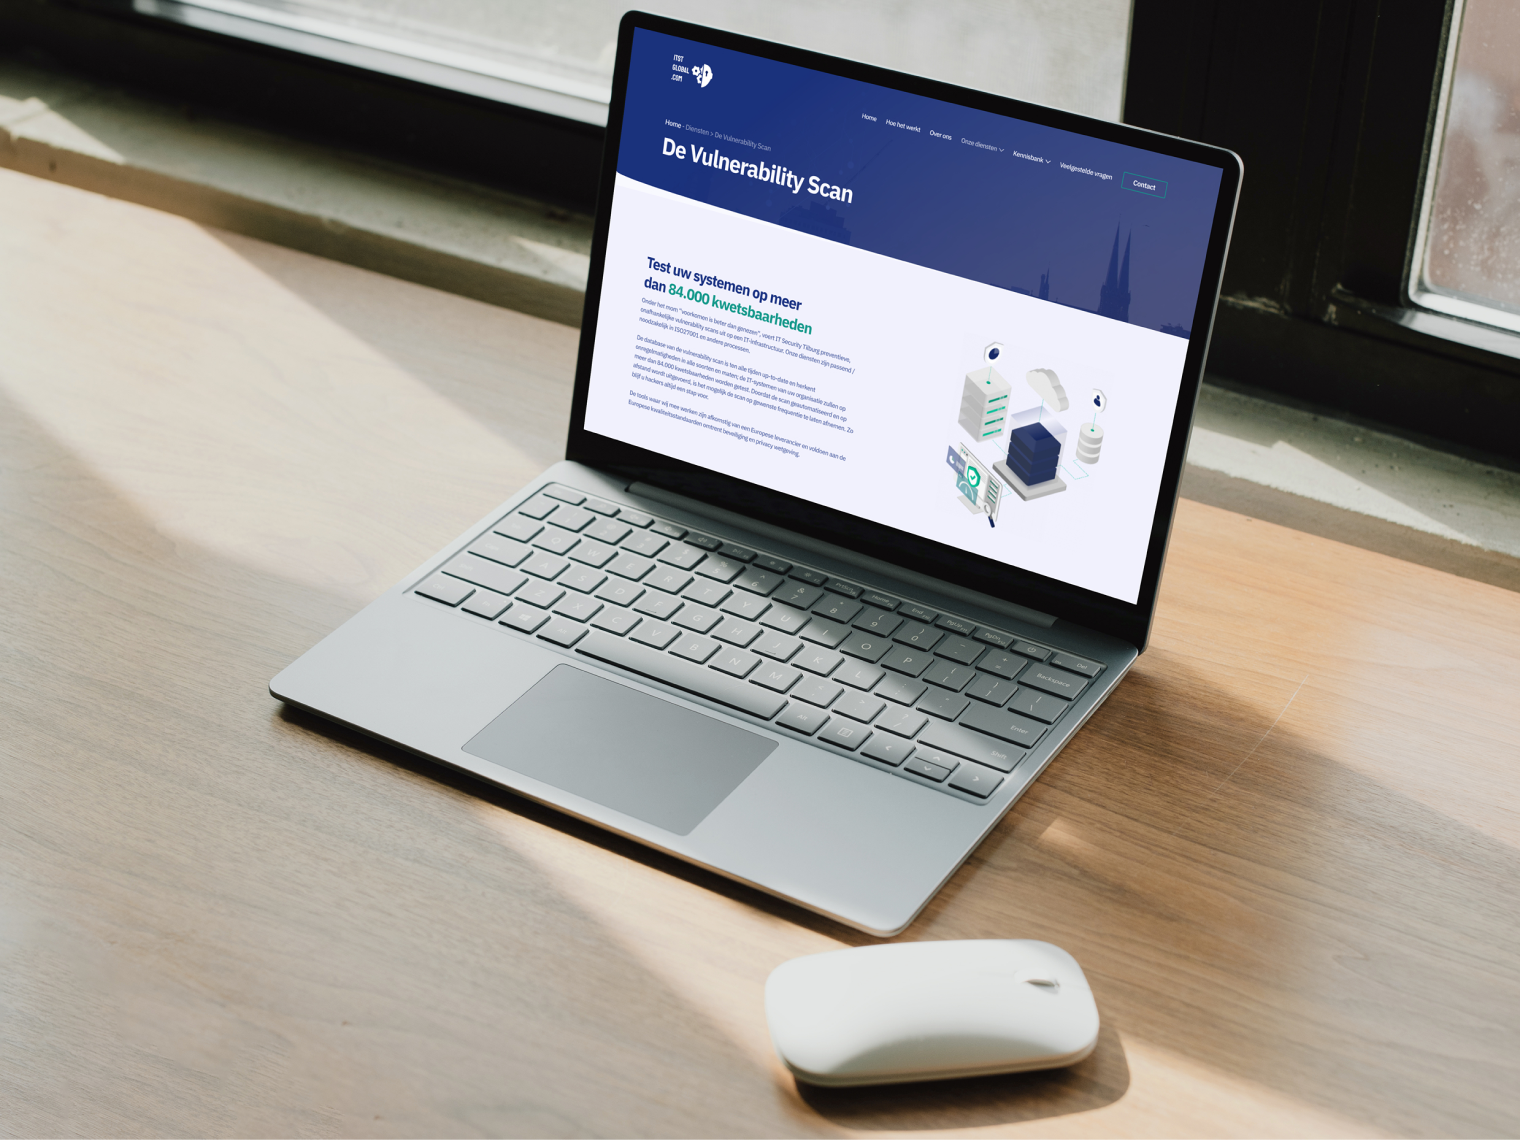 ITST
GLOBAL
.COM
Home
Hoe het werkt
Over ons
Onze diensten
Kennisbank
Veelgestelde vragen
Contact
Home - Diensten > De Vulnerability Scan
De Vulnerability Scan
Test uw systemen op meer
dan 84.000 kwetsbaarheden
Onder het mom "voorkomen is beter dan genezen", voert IT Security Tilburg preventieve,
onafhankelijke vulnerability scans uit op een IT-infrastructuur. Onze diensten zijn passend /
noodzakelijk in ISO27001 en andere processen.
De database van de vulnerability scan is ten alle tijden up-to-date en herkent
onregelmatigheden in alle soorten en maten; de IT-systemen van uw organisatie zullen op
meer dan 84.000 kwetsbaarheden worden getest. Doordat de scan geautomatiseerd en op
afstand wordt uitgevoerd, is het mogelijk de scan op gewenste frequentie te laten afnemen. Zo
blijf u hackers altijd een stap voor.
De tools waar wij mee werken zijn afkomstig van een Europese leverancier en voldoen aan de
Europese kwaliteitsstandaarden omtrent beveiliging en privacy wetgeving.
Home End PgUp PgDn Del
& 7 * 8 ( 9 ) 0 - + = Backspace
Q W E R T Y U I O P { [ } ] | \
A S D F G H J K L Enter
Z X C V B N M Shift
Alt